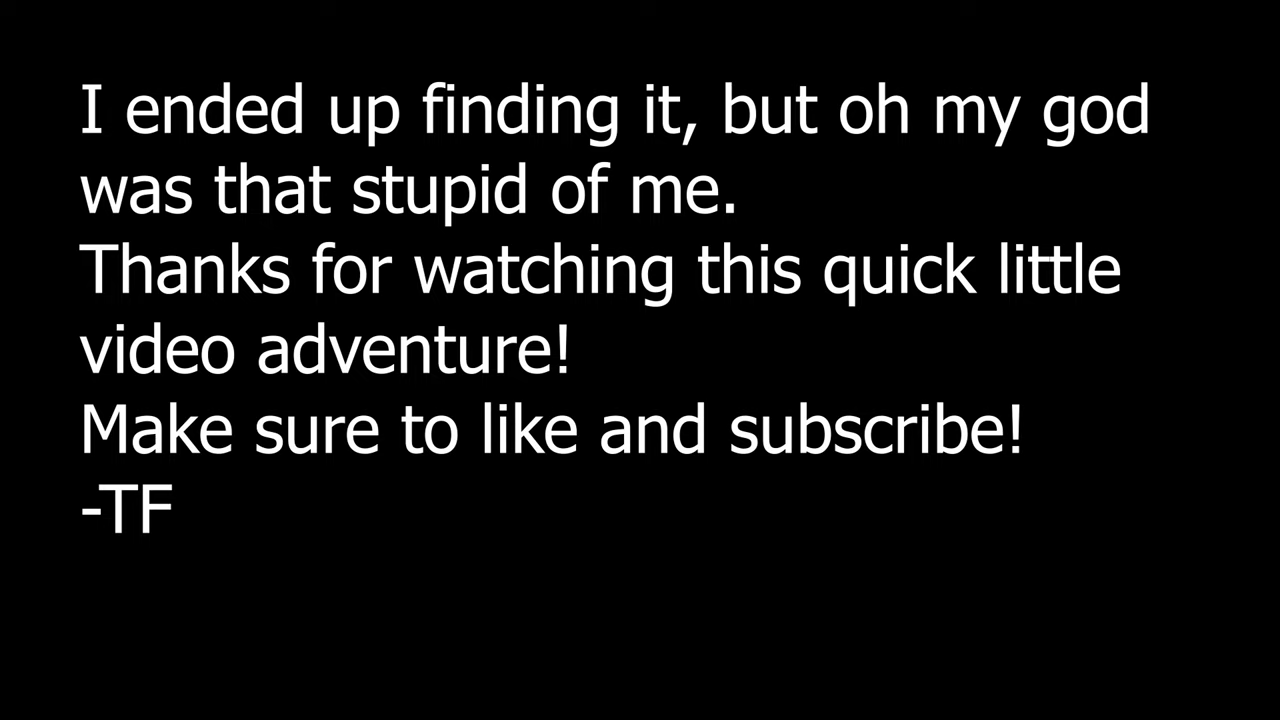 I ended up finding it, but oh my god
was that stupid of me.
Thanks for watching this quick little
video adventure!
Make sure to like and subscribe!
-TF